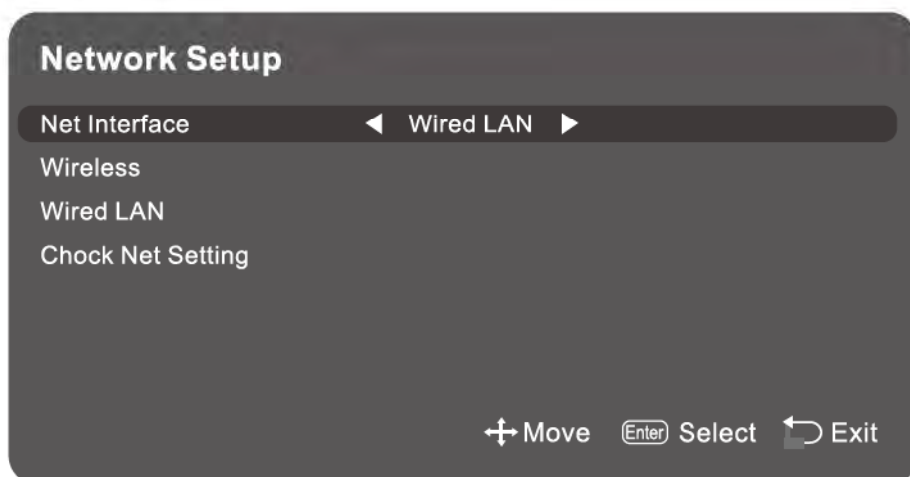 Network Setup
Net Interface Wired LAN
Wireless
Wired LAN
Chock Net Setting
Move Enter Select Exit